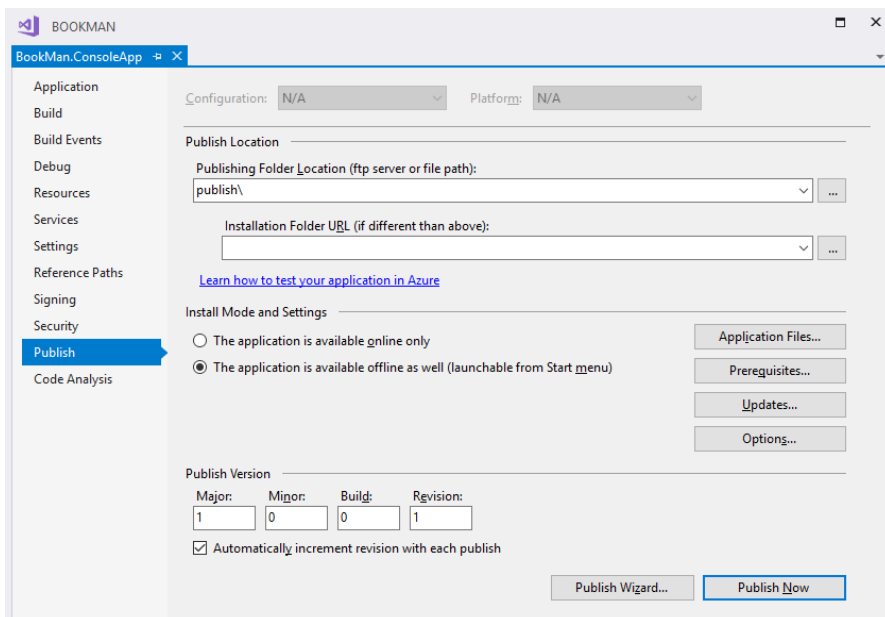 BOOKMAN
BookMan.ConsoleApp
Application
Build
Build Events
Debug
Resources
Services
Settings
Reference Paths
Signing
Security
Publish
Code Analysis
Configuration: N/A Platform: N/A
Publish Location
Publishing Folder Location (ftp server or file path):
publish\
...
Installation Folder URL (if different than above):
...
Learn how to test your application in Azure
Install Mode and Settings
The application is available online only
The application is available offline as well (launchable from Start menu)
Application Files...
Prerequisites...
Updates...
Options...
Publish Version
Major: Minor: Build: Revision:
1 0 0 1
Automatically increment revision with each publish
Publish Wizard... Publish Now